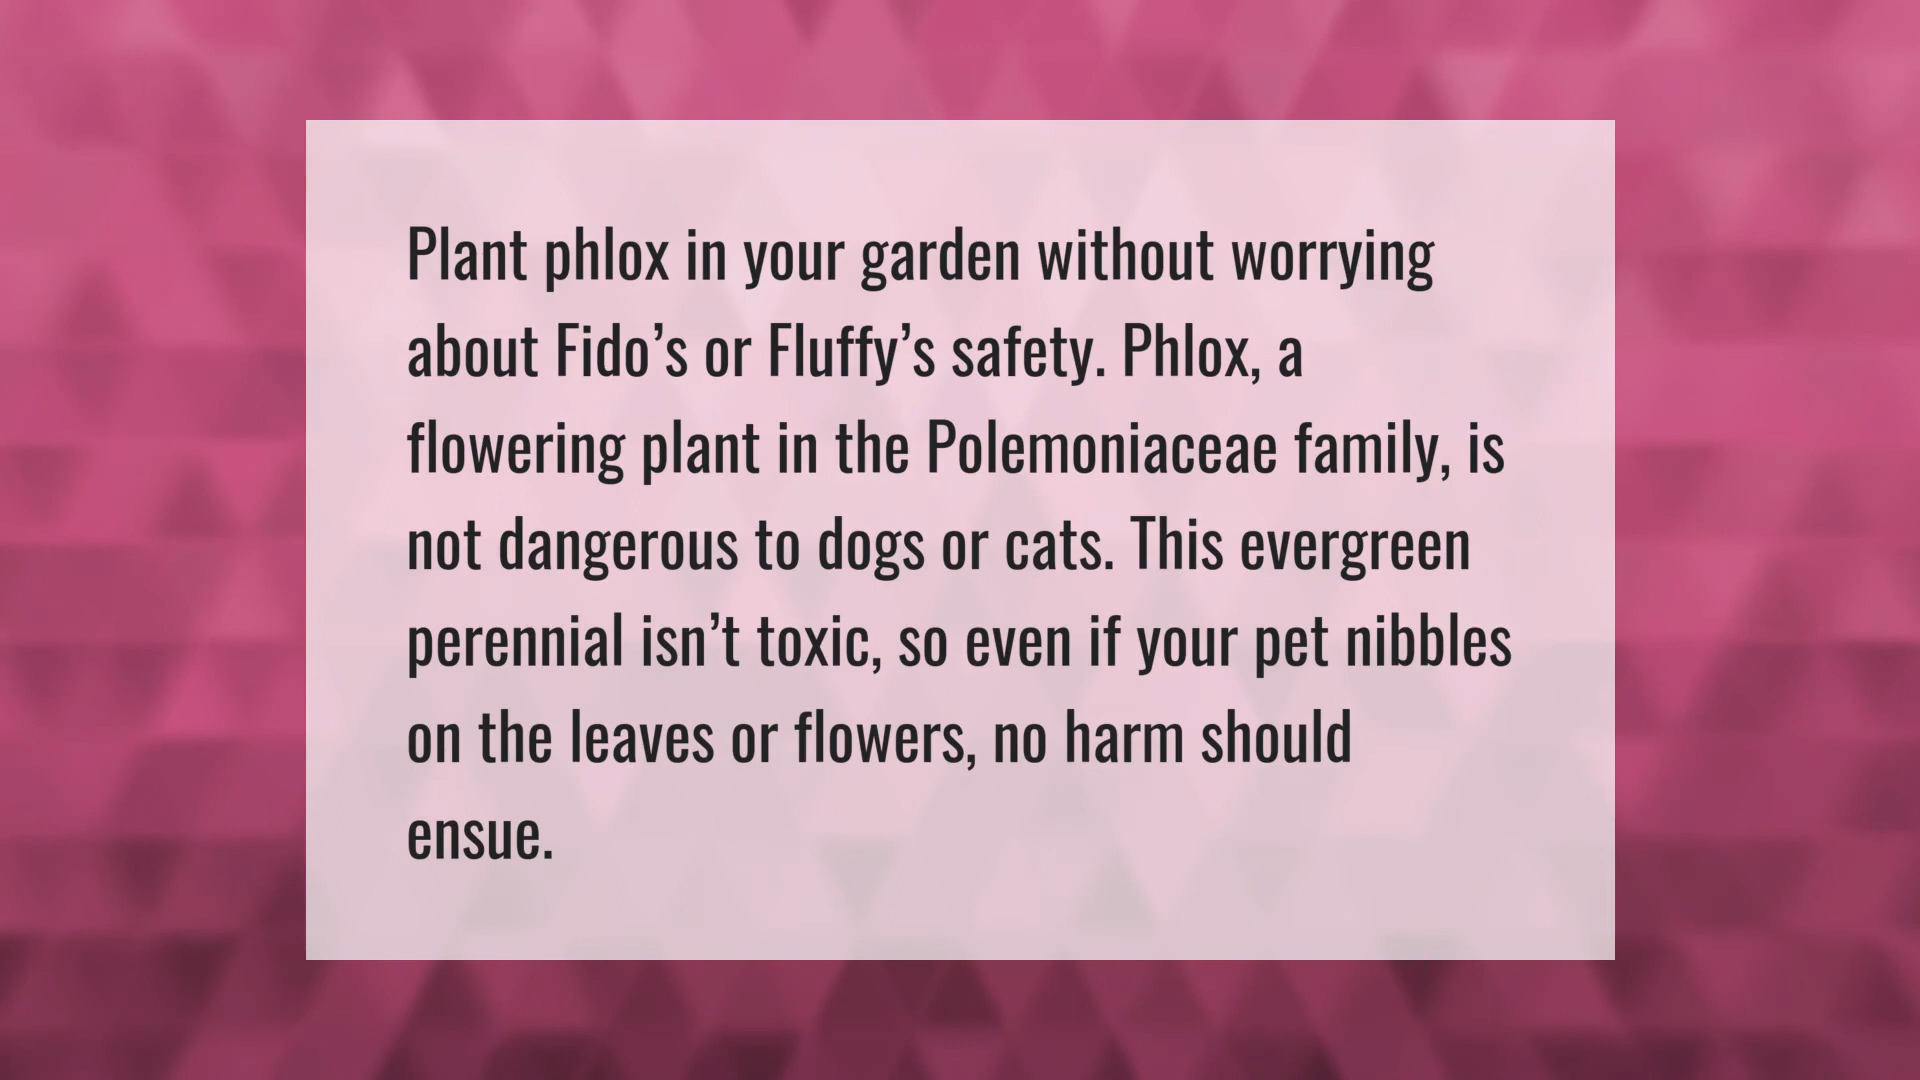 Plant phlox in your garden without worrying
about Fido’s or Fluffy’s safety. Phlox, a
flowering plant in the Polemoniaceae family, is
not dangerous to dogs or cats. This evergreen
perennial isn’t toxic, so even if your pet nibbles
on the leaves or flowers, no harm should
ensue.